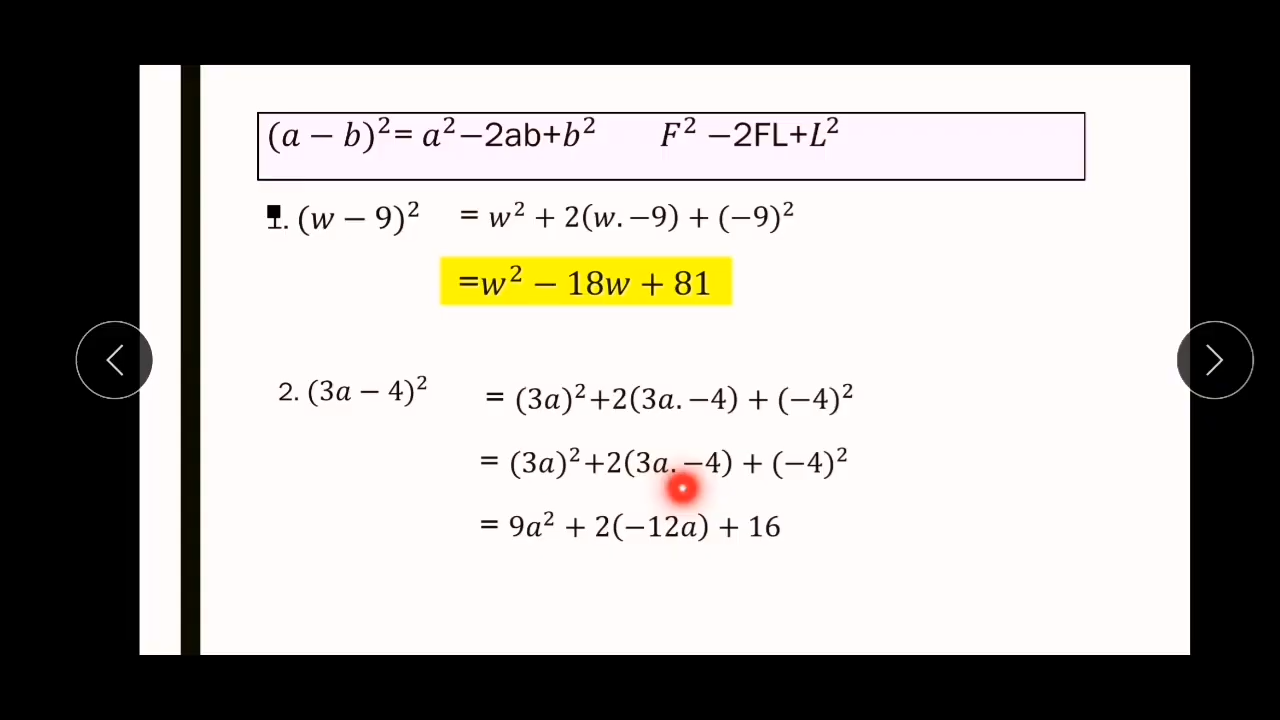 (a − b)²= a²−2ab+b² F² −2FL+L²
1. (w − 9)² = w² + 2(w. −9) + (−9)²
=w² − 18w + 81
2. (3a − 4)² = (3a)²+2(3a. −4) + (−4)²
= (3a)²+2(3a. −4) + (−4)²
= 9a² + 2(−12a) + 16